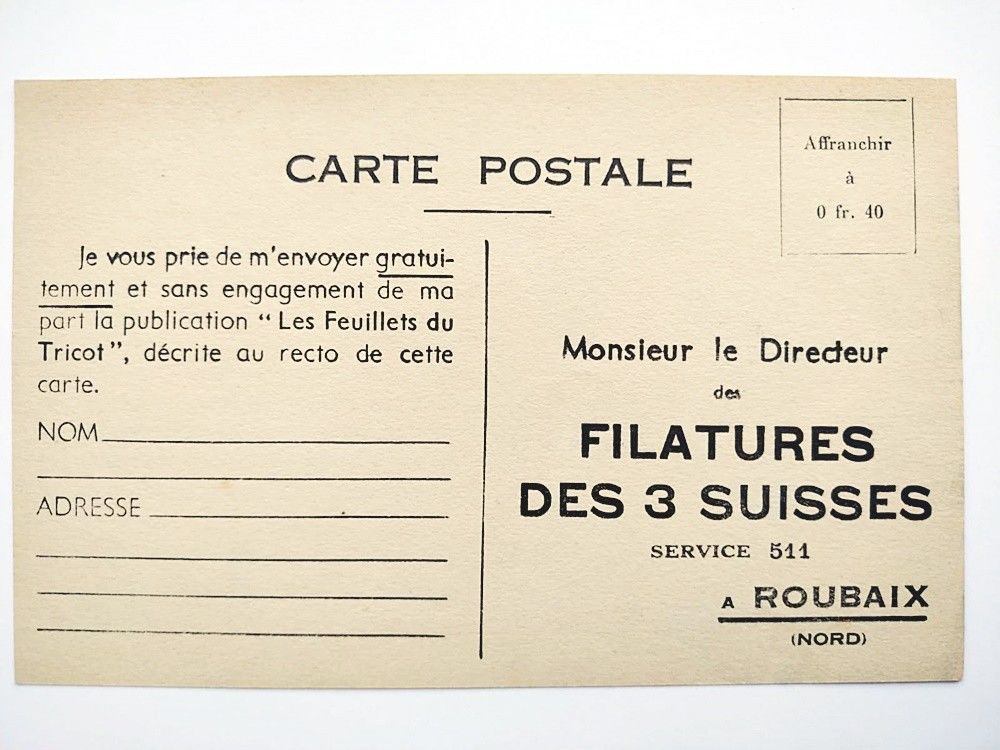 CARTE POSTALE
Affranchir
à
0 fr. 40
Je vous prie de m'envoyer gratui-
tement et sans engagement de ma
part la publication “ Les Feuillets du
Tricot ”, décrite au recto de cette
carte.
NOM
ADRESSE
Monsieur le Directeur
des
FILATURES
DES 3 SUISSES
SERVICE 511
A ROUBAIX
(NORD)